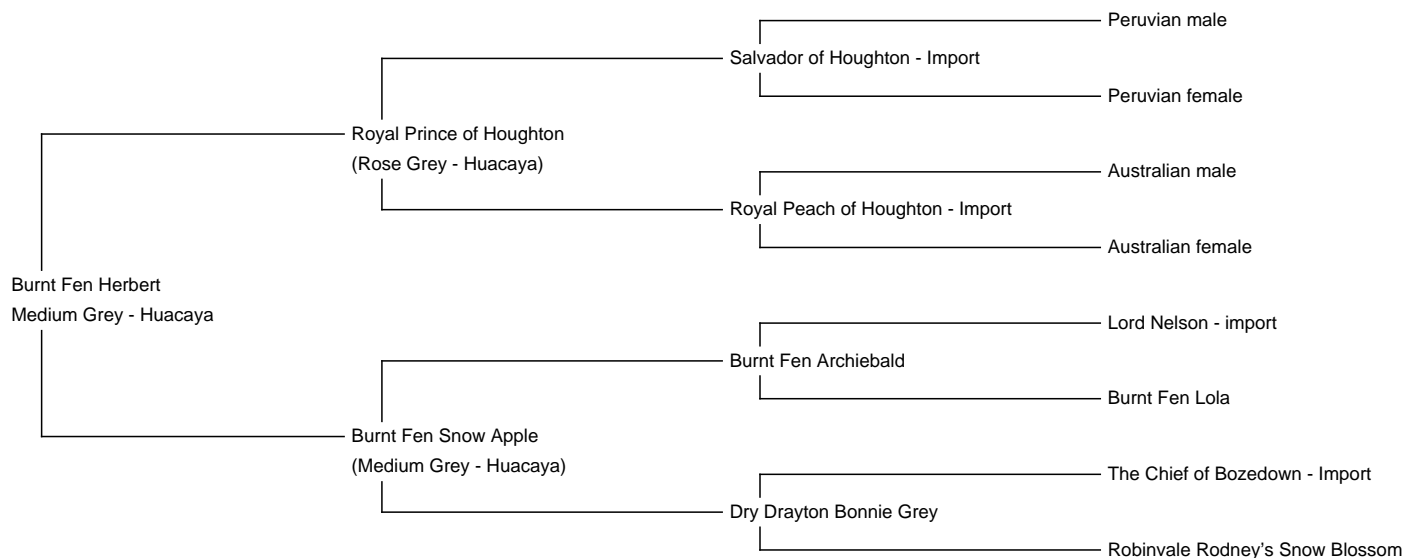 Peruvian male
Salvador of Houghton - Import
Peruvian female
Royal Prince of Houghton
(Rose Grey - Huacaya)
Australian male
Royal Peach of Houghton - Import
Australian female
Burnt Fen Herbert
Medium Grey - Huacaya
Lord Nelson - import
Burnt Fen Archiebald
Burnt Fen Lola
Burnt Fen Snow Apple
(Medium Grey - Huacaya)
The Chief of Bozedown - Import
Dry Drayton Bonnie Grey
Robinvale Rodney’s Snow Blossom